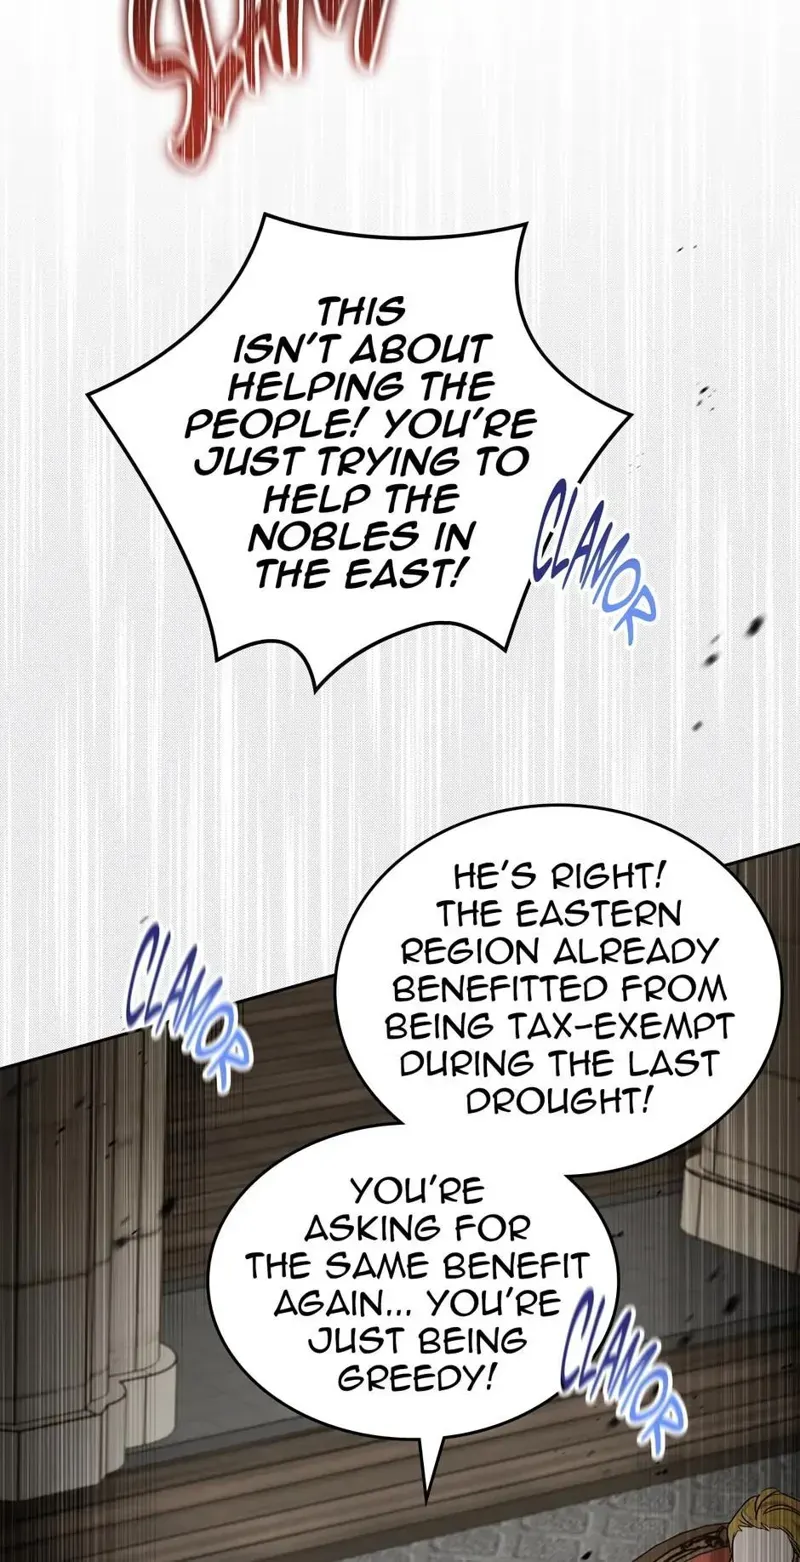 SLAM
THIS
ISN'T ABOUT
HELPING THE
PEOPLE! YOU'RE
JUST TRYING TO
HELP THE
NOBLES IN
THE EAST!
CLAMOR
HE'S RIGHT!
THE EASTERN
REGION ALREADY
BENEFITTED FROM
BEING TAX-EXEMPT
DURING THE LAST
DROUGHT!
CLAMOR
YOU'RE
ASKING FOR
THE SAME BENEFIT
AGAIN... YOU'RE
JUST BEING
GREEDY!
CLAMOR